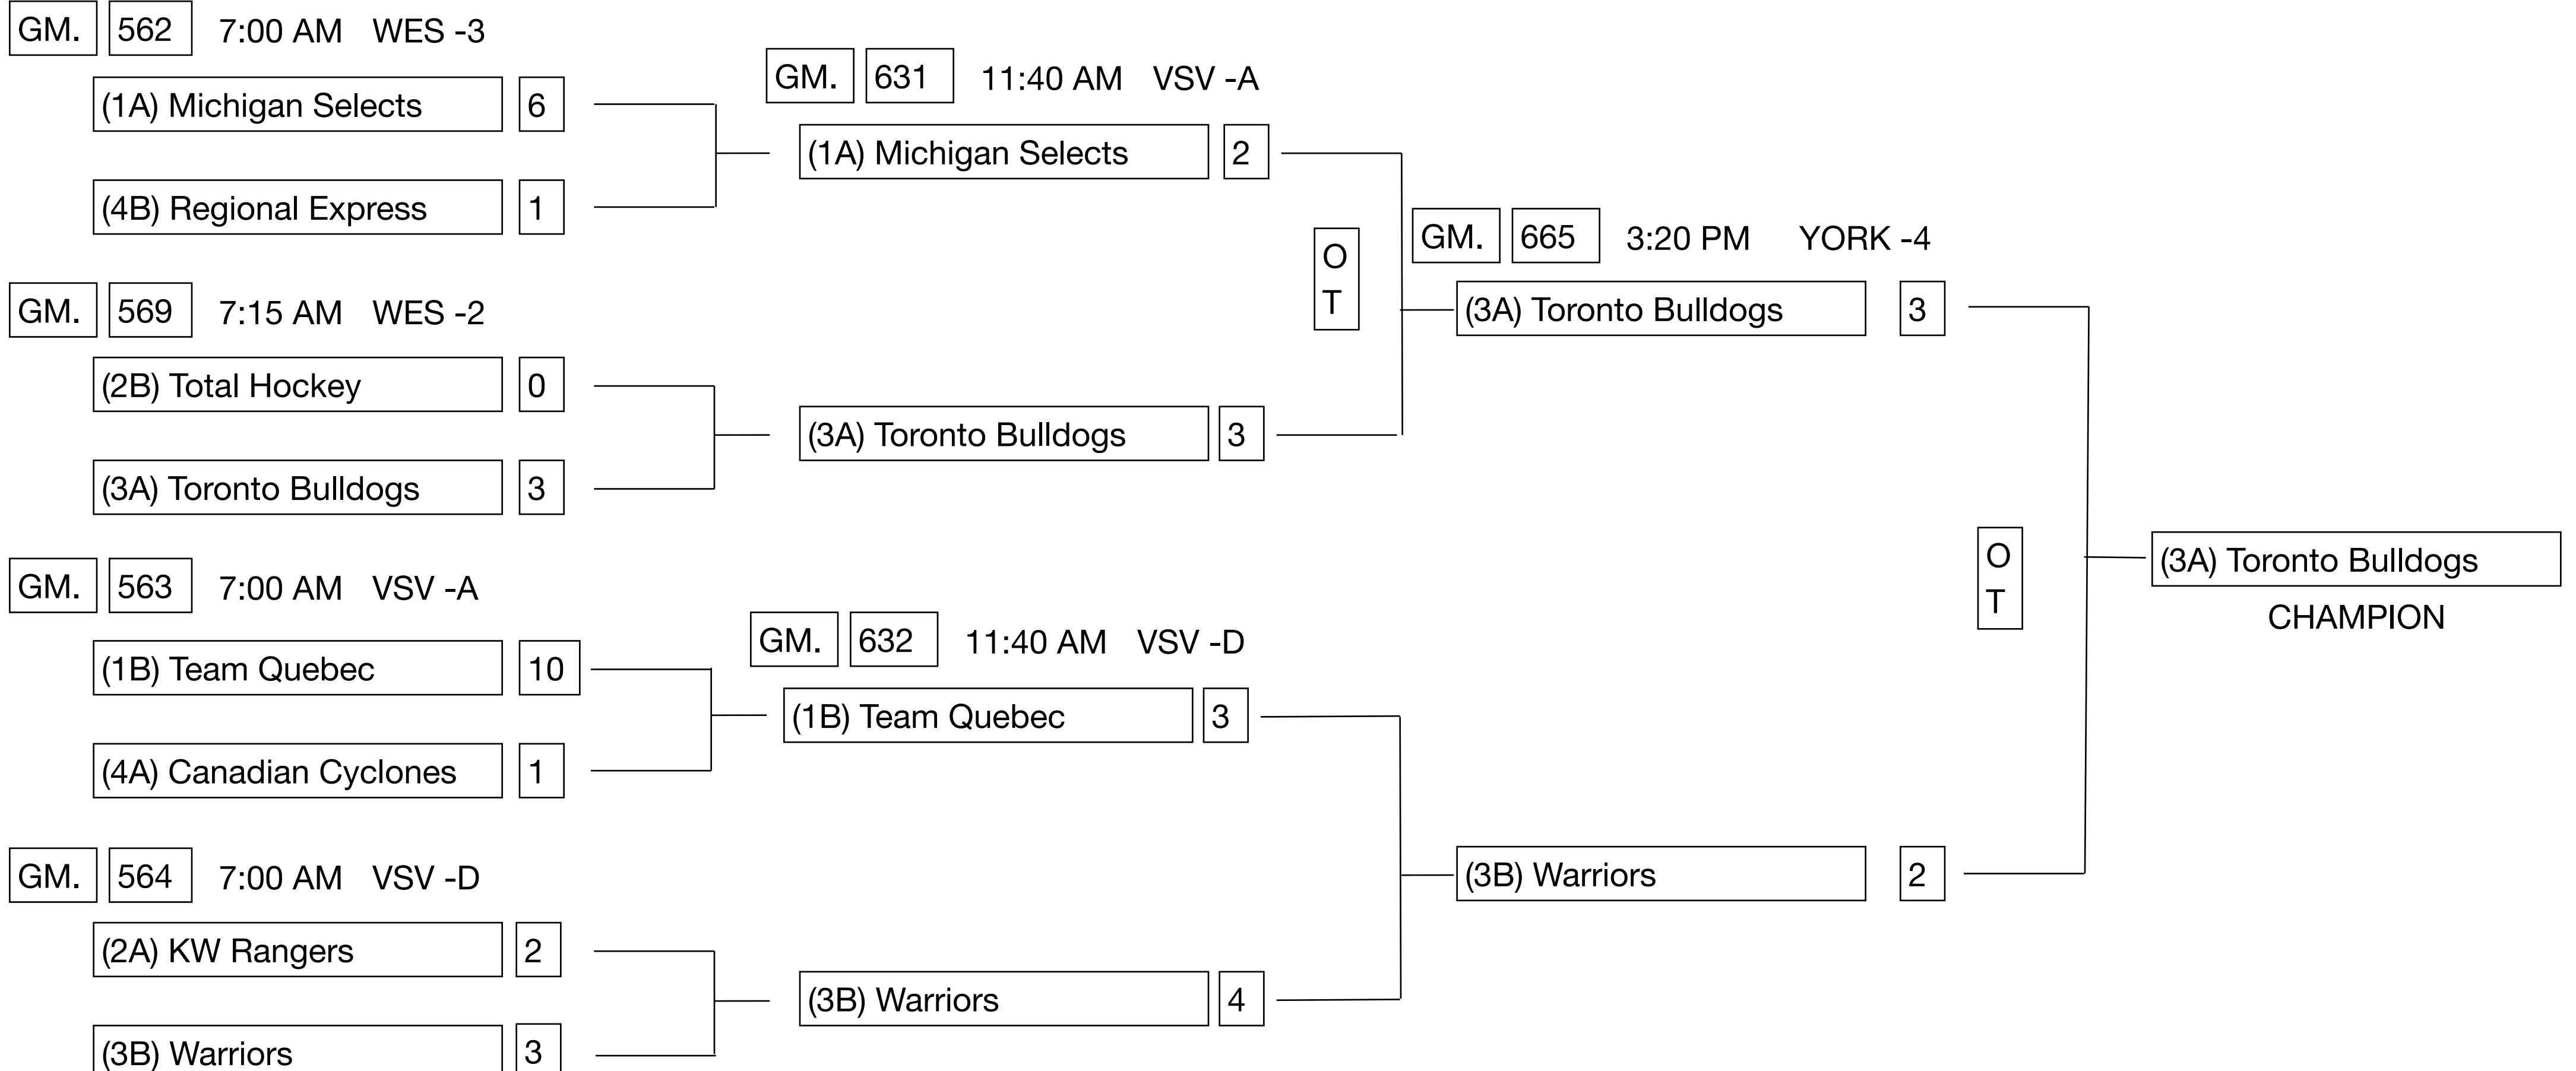 GM. 562 7:00 AM WES -3
(1A) Michigan Selects 6
(4B) Regional Express 1
GM. 569 7:15 AM WES -2
(2B) Total Hockey 0
(3A) Toronto Bulldogs 3
GM. 563 7:00 AM VSV -A
(1B) Team Quebec 10
(4A) Canadian Cyclones 1
GM. 564 7:00 AM VSV -D
(2A) KW Rangers 2
(3B) Warriors 3
GM. 631 11:40 AM VSV -A
(1A) Michigan Selects 2
O
T
(3A) Toronto Bulldogs 3
GM. 632 11:40 AM VSV -D
(1B) Team Quebec 3
(3B) Warriors 4
GM. 665 3:20 PM YORK -4
(3A) Toronto Bulldogs 3
O
T
(3B) Warriors 2
(3A) Toronto Bulldogs
CHAMPION